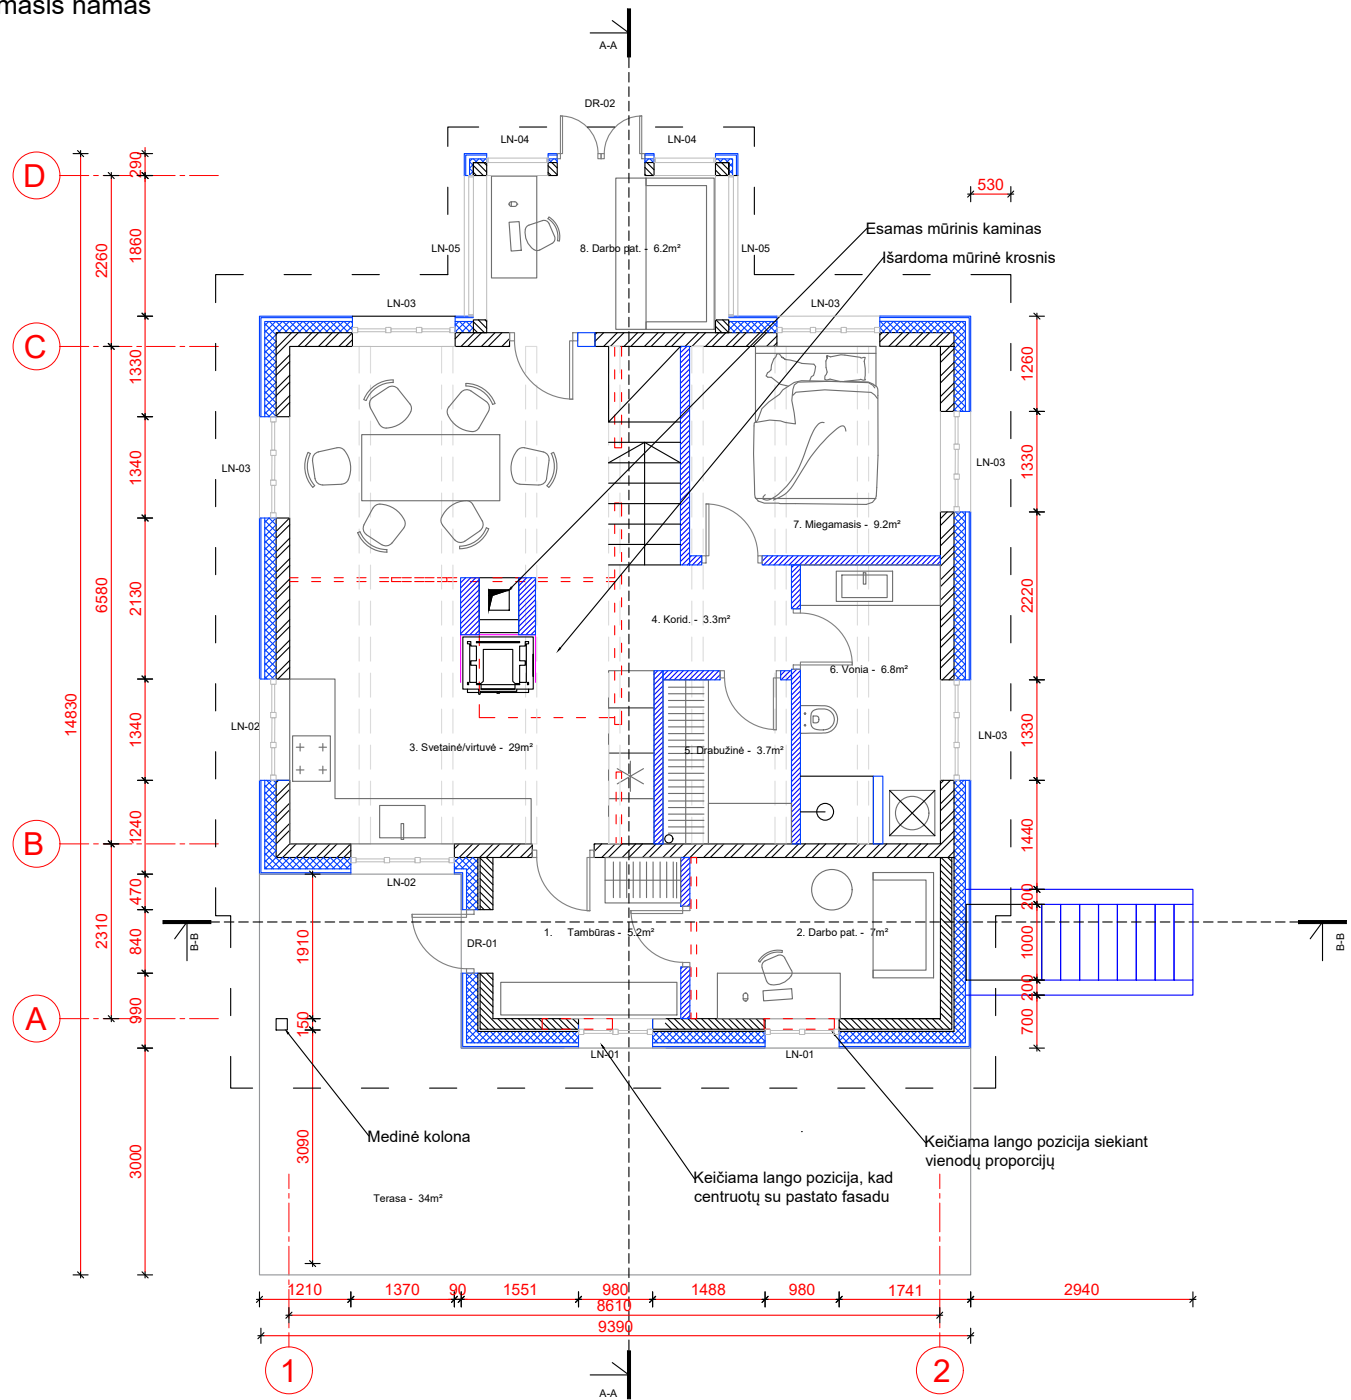 masis namas
A-A
DR-02
LN-04
LN-04
D
290
530
Esamas mūrinis kaminas
Išardoma mūrinė krosnis
LN-05
8. Darbo pat. - 6.2m²
LN-05
2260
1860
LN-03
LN-03
C
1330
1260
LN-03
1340
LN-03
1330
7. Miegamasis - 9.2m²
6580
2130
2220
4. Korid. - 3.3m²
6. Vonia - 6.8m²
14830
LN-02
1340
3. Svetainė/virtuvė - 29m²
5. Drabužinė - 3.7m²
LN-03
1330
B
1240
1440
LN-02
470
200
2310
840
1910
B-B
DR-01
1. Tambūras - 5.2m²
2. Darbo pat. - 7m²
1000
B-B
A
990
150
200
700
LN-01
LN-01
Medinė kolona
Keičiama lango pozicija siekiant
vienodų proporcijų
3000
3090
Keičiama lango pozicija, kad
centruotų su pastato fasadu
Terasa - 34m²
1210
1370
90
1551
980
1488
980
1741
2940
8610
9390
1
2
A-A